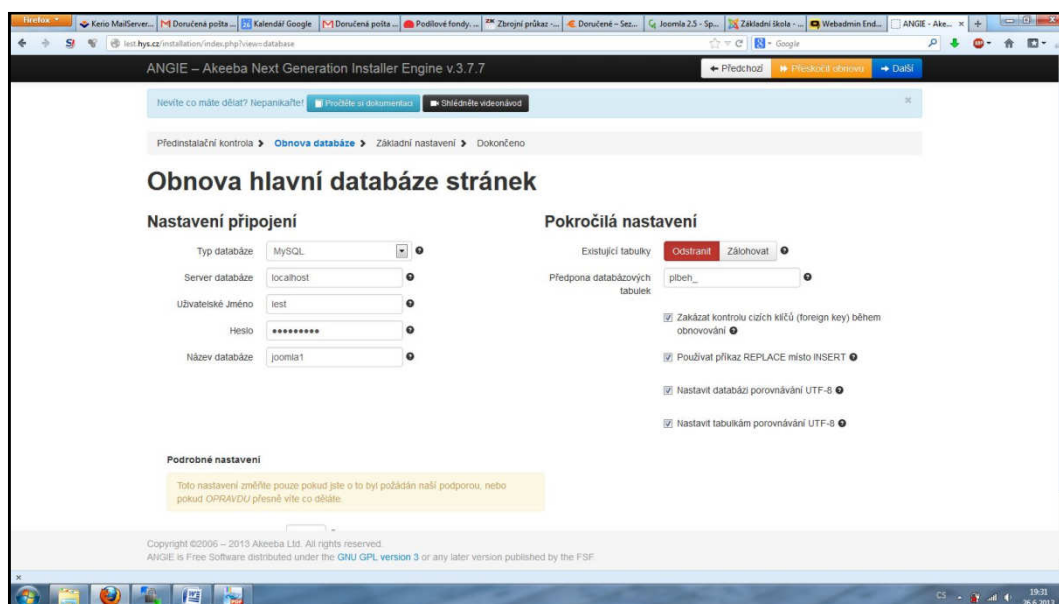 Firefox
Kerio MailServer...
Doručená pošta ...
Kalendář Google
Doručená pošta ...
Podílové fondy. ...
Zbrojní průkaz -...
Doručené – Sez...
Joomla 2.5 - Sp...
Základní škola - ...
Webadmin End...
ANGIE - Ake...
lest.hys.cz/installation/index.php?view=database
Google
ANGIE – Akeeba Next Generation Installer Engine v.3.7.7
Předchozí
Přeskočit obnovu
Další
Nevíte co máte dělat? Nepanikařte!
Pročtěte si dokumentaci
Shlédněte videonávod
Předinstalační kontrola
Obnova databáze
Základní nastavení
Dokončeno
Obnova hlavní databáze stránek
Nastavení připojení
Typ databáze
MySQL
Server databáze
localhost
Uživatelské Jméno
lest
Heslo
Název databáze
joomla1
Pokročilá nastavení
Existující tabulky
Odstranit
Zálohovat
Předpona databázových
tabulek
plbeh_
Zakázat kontrolu cizích klíčů (foreign key) během
obnovování
Používat příkaz REPLACE místo INSERT
Nastavit databázi porovnávání UTF-8
Nastavit tabulkám porovnávání UTF-8
Podrobné nastavení
Toto nastavení změňte pouze pokud jste o to byl požádán naší podporou, nebo
pokud OPRAVDU přesně víte co děláte.
Copyright ©2006 – 2013 Akeeba Ltd. All rights reserved.
ANGIE is Free Software distributed under the GNU GPL version 3 or any later version published by the FSF.
CS
19:31
26.6.2013